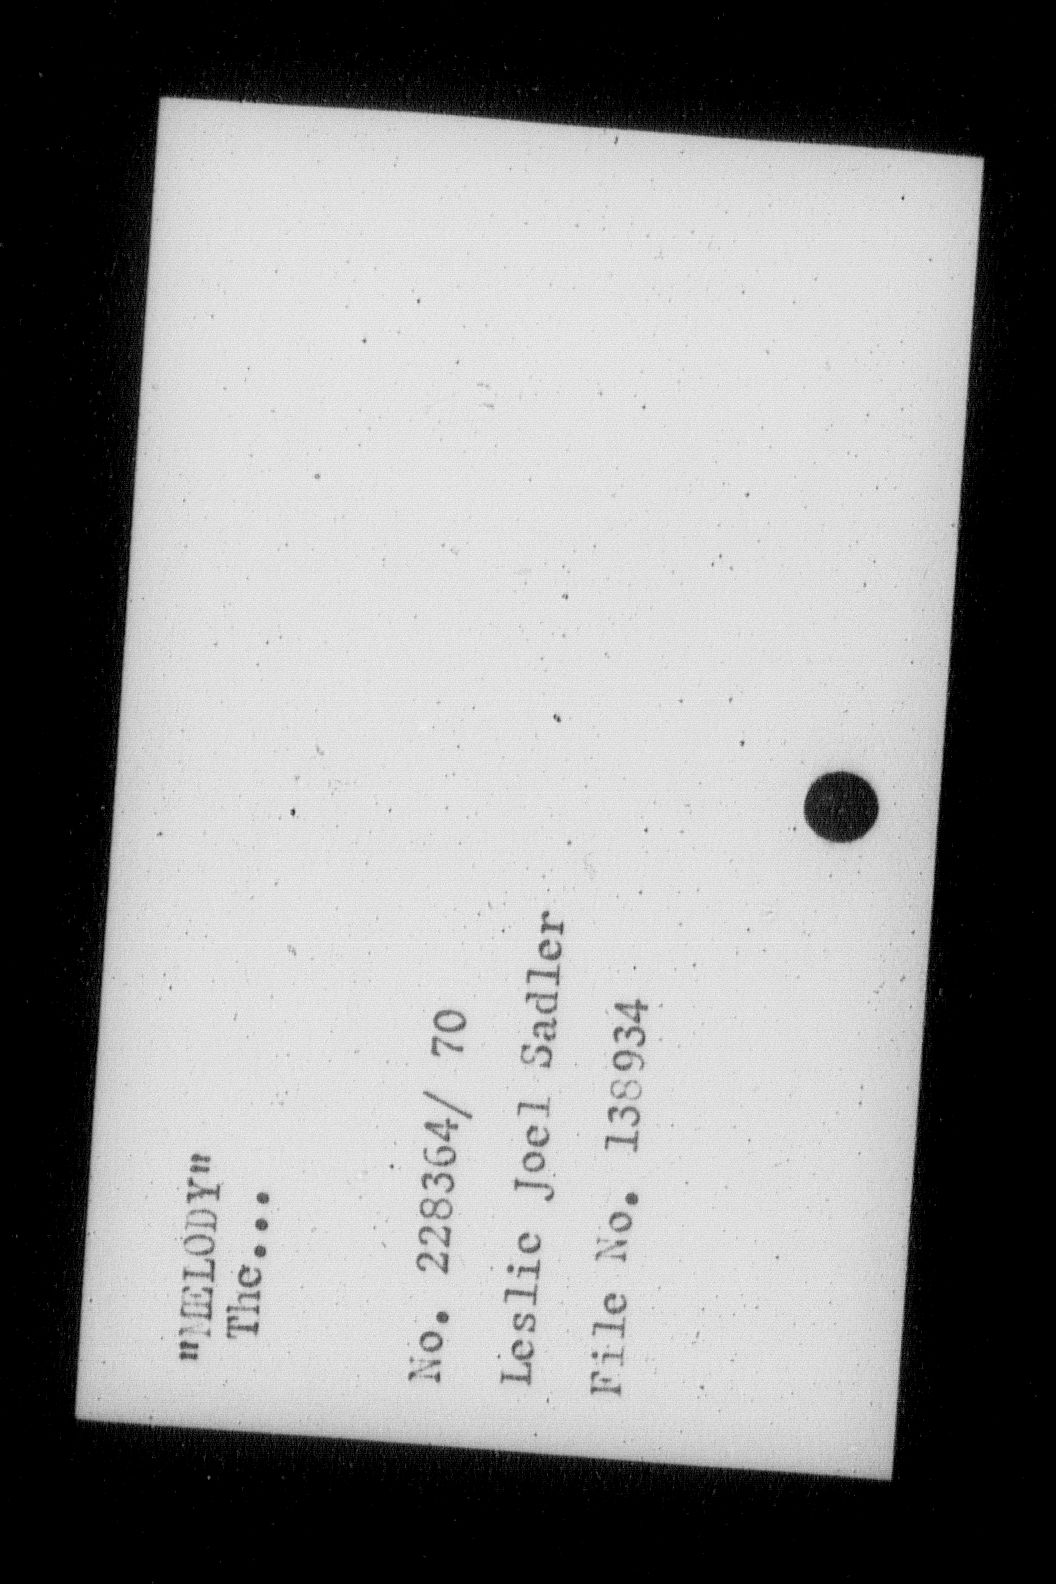 "MELODY"
The...
No. 228364/ 70
Leslie Joel Sadler
File No. 138934